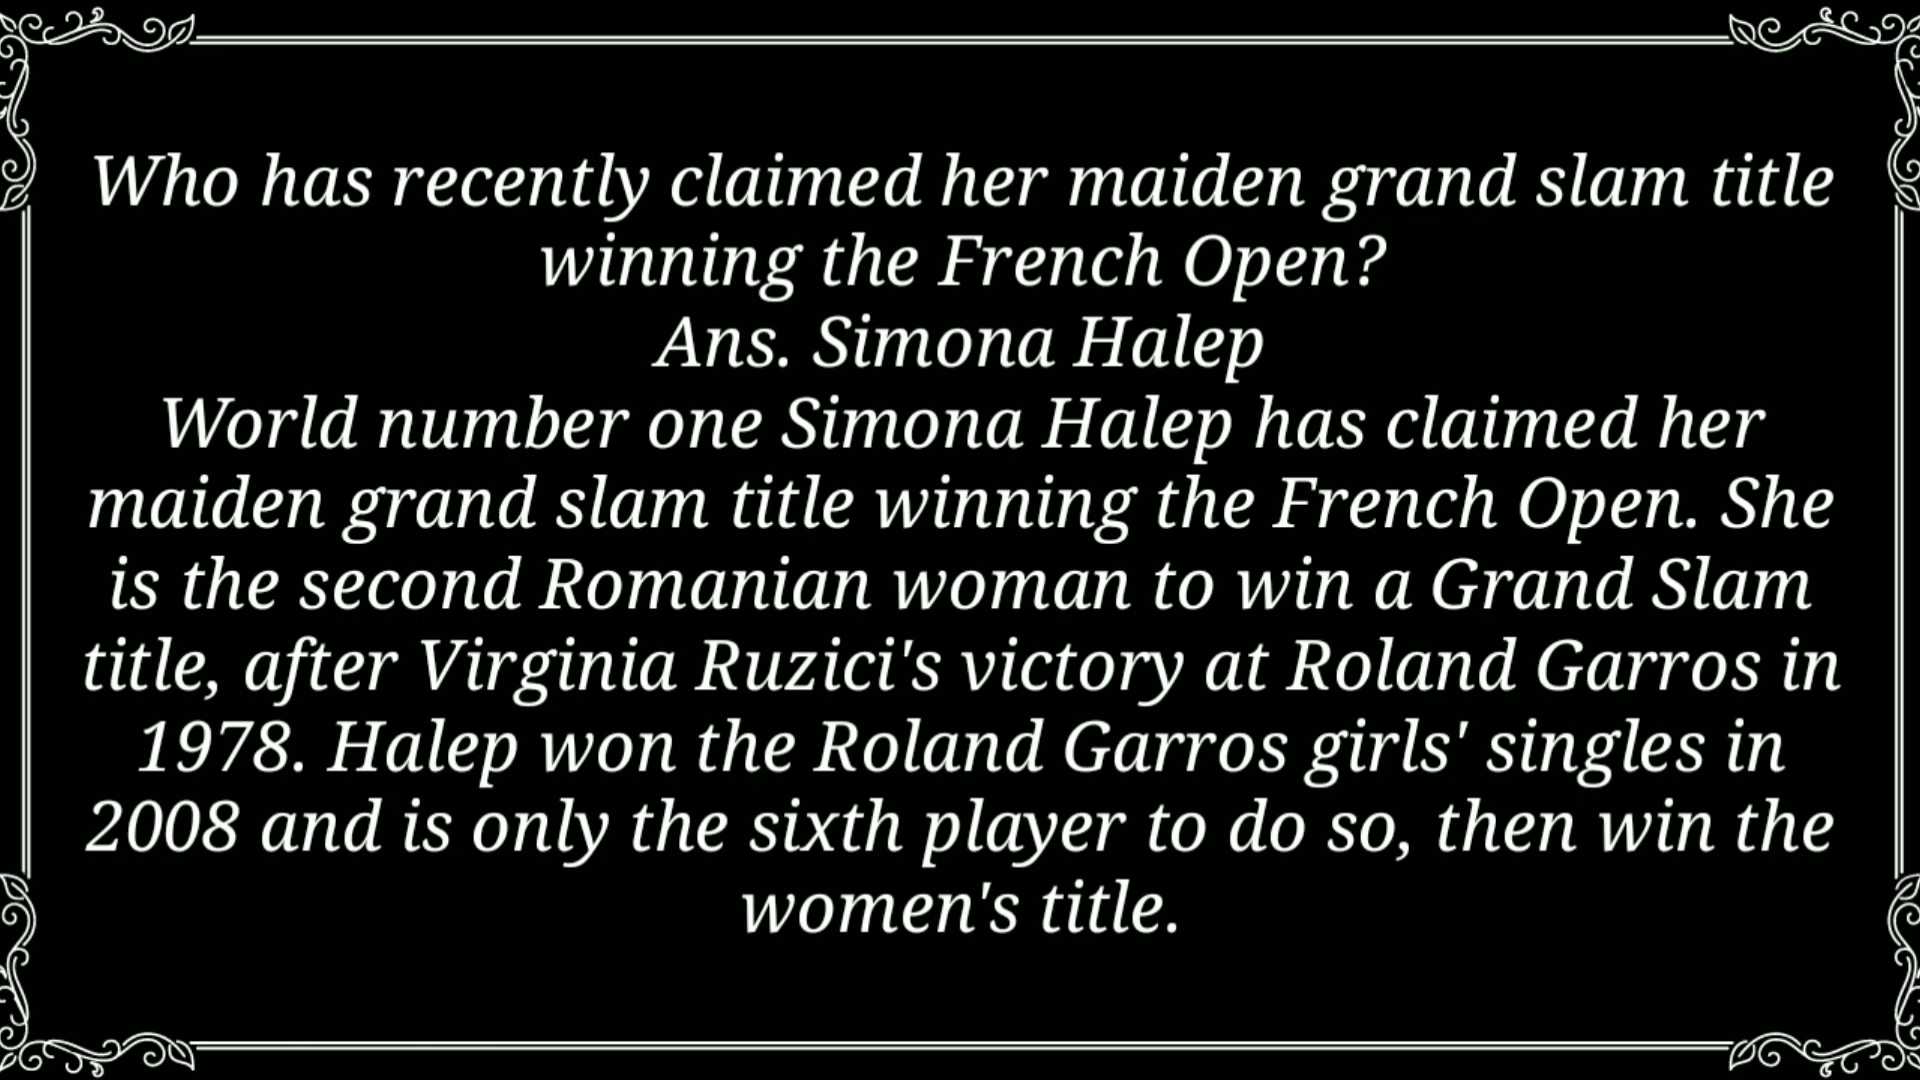 Who has recently claimed her maiden grand slam title
winning the French Open?
Ans. Simona Halep
World number one Simona Halep has claimed her
maiden grand slam title winning the French Open. She
is the second Romanian woman to win a Grand Slam
title, after Virginia Ruzici's victory at Roland Garros in
1978. Halep won the Roland Garros girls' singles in
2008 and is only the sixth player to do so, then win the
women's title.